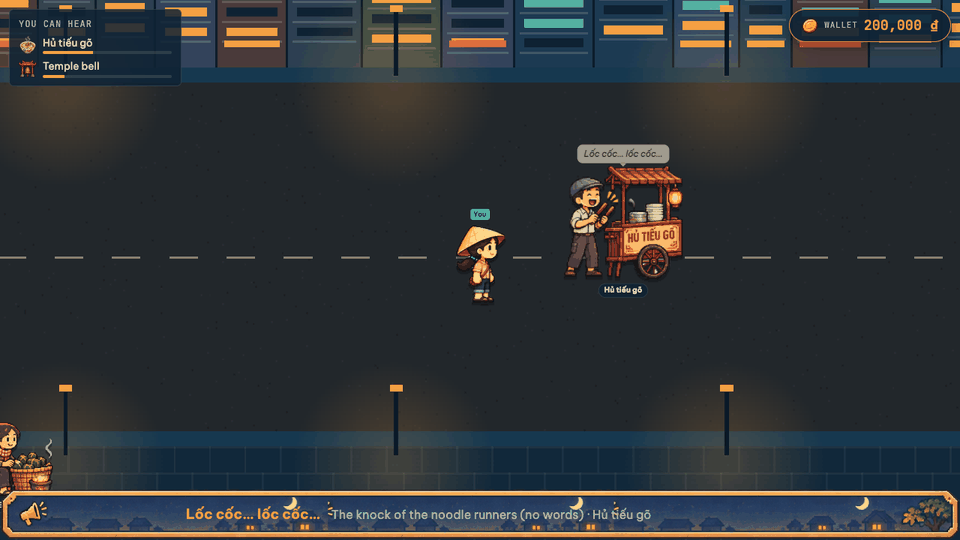 YOU CAN HEAR
Hủ tiếu gõ
Temple bell
WALLET 200,000 ₫
Lốc cốc... lốc cốc...
You
HỦ TIẾU GÕ
Hủ tiếu gõ
Lốc cốc... lốc cốc... The knock of the noodle runners (no words) · Hủ tiếu gõ